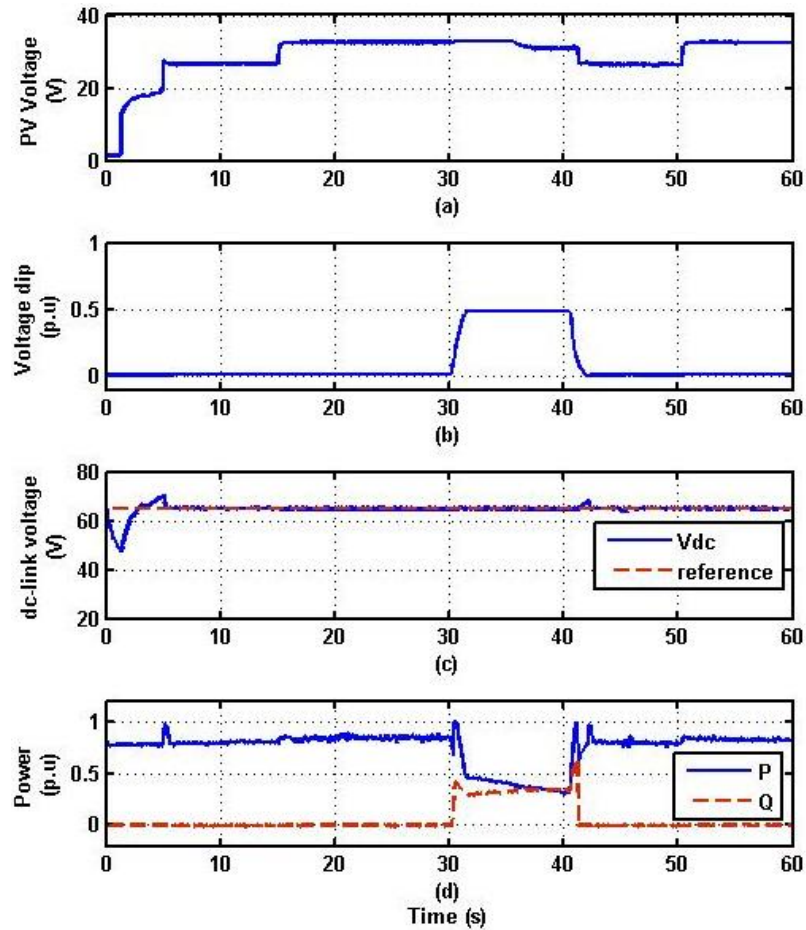 PV Voltage
(V)
40
20
0
0 10 20 30 40 50 60
(a)
Voltage dip
(p.u)
1
0.5
0
0 10 20 30 40 50 60
(b)
dc-link voltage
(V)
80
60
40
20
Vdc
reference
0 10 20 30 40 50 60
(c)
Power
(p.u)
1
0.5
0
P
Q
0 10 20 30 40 50 60
(d)
Time (s)